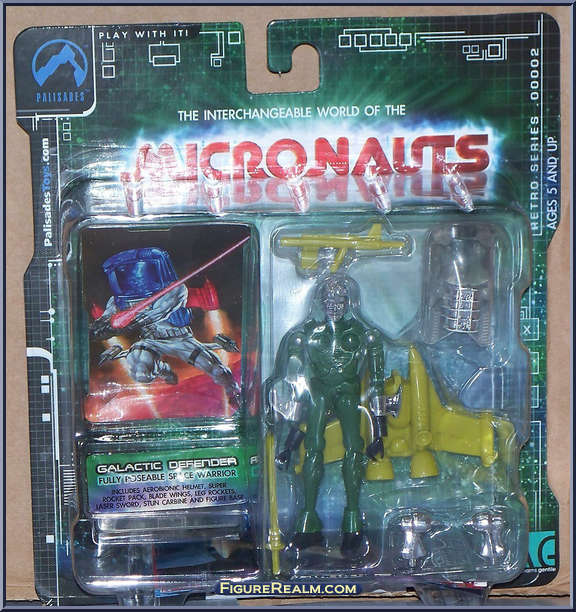 PLAY WITH IT!
PALISADES
THE INTERCHANGEABLE WORLD OF THE
MICRONAUTS
PalisadesToys.com
RETRO SERIES .00002
AGES 5 AND UP
GALACTIC DEFENDER
FULLY POSEABLE SPACE WARRIOR
INCLUDES AEROBIONIC HELMET, SUPER
ROCKET PACK, BLADE WINGS, LEG ROCKETS,
LASER SWORD, STUN CARBINE AND FIGURE BASE
FIGUREREALM.COM